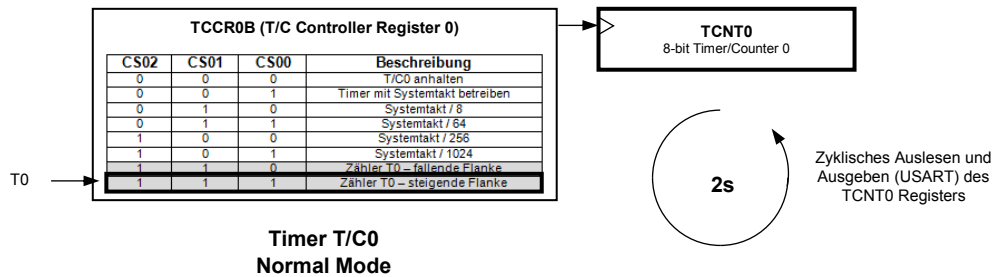 TCCR0B (T/C Controller Register 0)
CS02 CS01 CS00 Beschreibung
0 0 0 T/C0 anhalten
0 0 1 Timer mit Systemtakt betreiben
0 1 0 Systemtakt / 8
0 1 1 Systemtakt / 64
1 0 0 Systemtakt / 256
1 0 1 Systemtakt / 1024
1 1 0 Zähler T0 – fallende Flanke
1 1 1 Zähler T0 – steigende Flanke
T0
Timer T/C0
Normal Mode
TCNT0
8-bit Timer/Counter 0
2s
Zyklisches Auslesen und
Ausgeben (USART) des
TCNT0 Registers